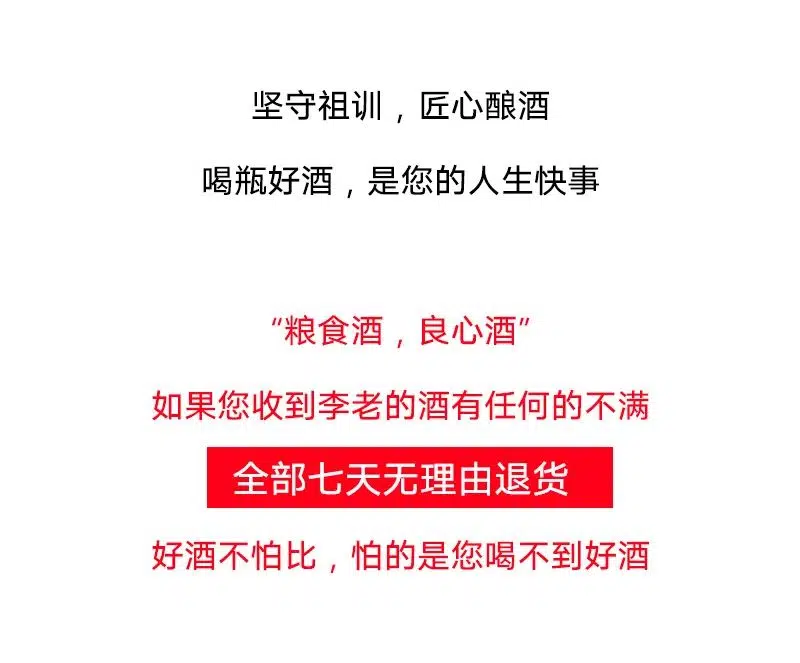 坚守祖训，匠心酿酒
喝瓶好酒，是您的人生快事
“粮食酒，良心酒”
如果您收到李老的酒有任何的不满
全部七天无理由退货
好酒不怕比，怕的是您喝不到好酒